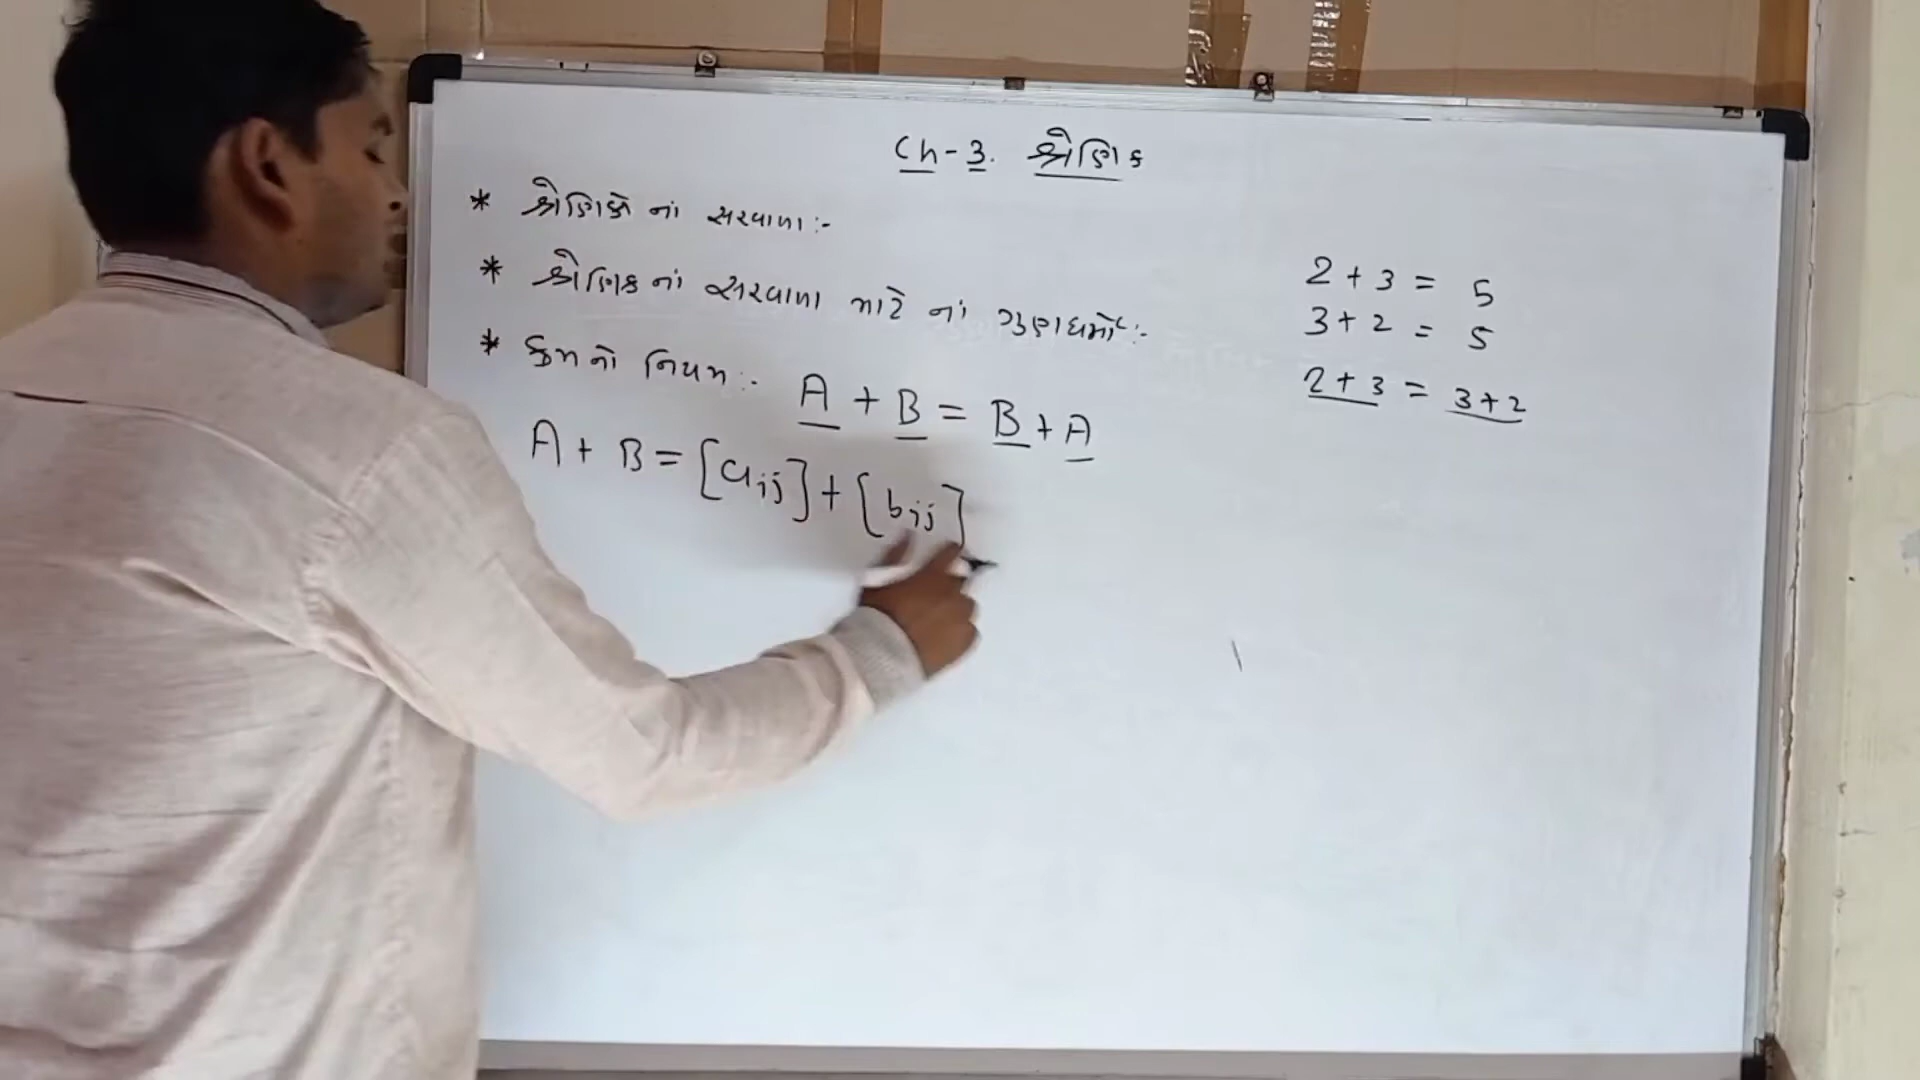 Ch-3. શ્રેણિક
* શ્રેણિકો નાં સરવાળા :-
* શ્રેણિક નાં સરવાળા માટે નાં ગુણધર્મો :-
* ક્રમ નો નિયમ :- A + B = B + A
A + B = [aij] + [bij]
2 + 3 = 5
3 + 2 = 5
2 + 3 = 3 + 2